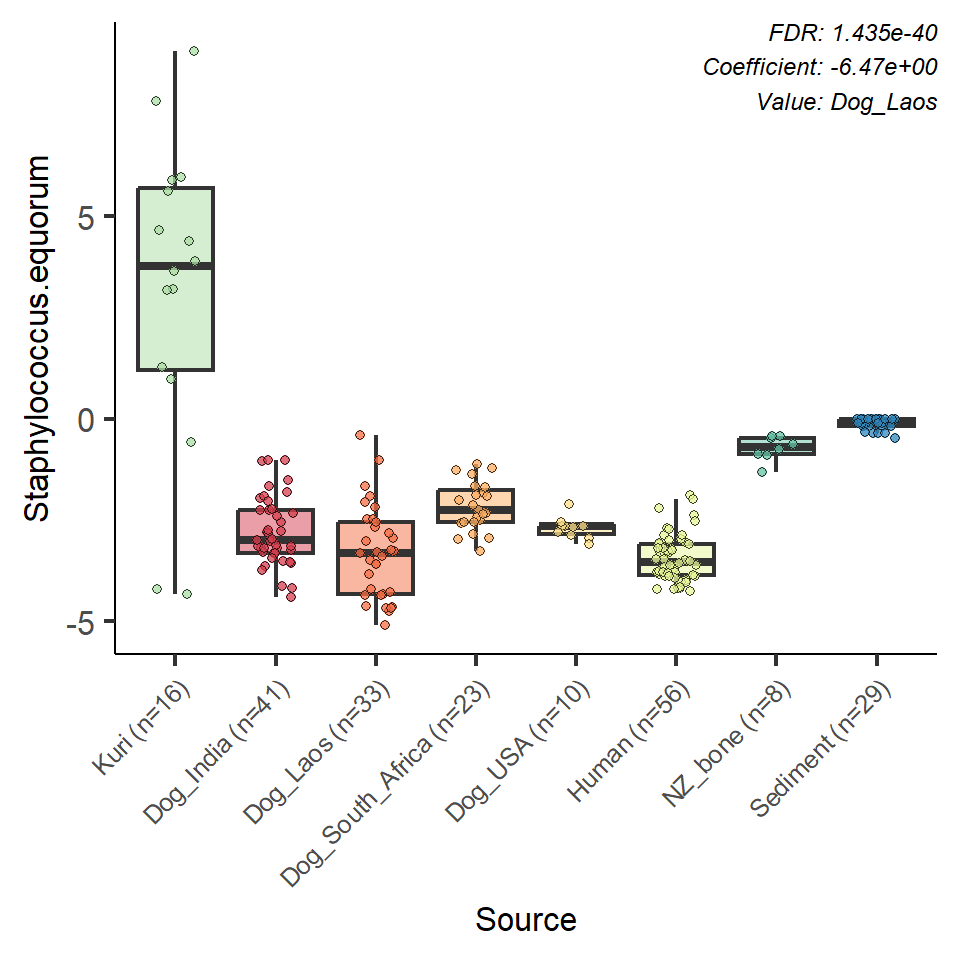 FDR: 1.435e-40
Coefficient: -6.47e+00
Value: Dog_Laos
Staphylococcus.equorum
5
0
-5
Kuri (n=16)
Dog_India (n=41)
Dog_Laos (n=33)
Dog_South_Africa (n=23)
Dog_USA (n=10)
Human (n=56)
NZ_bone (n=8)
Sediment (n=29)
Source